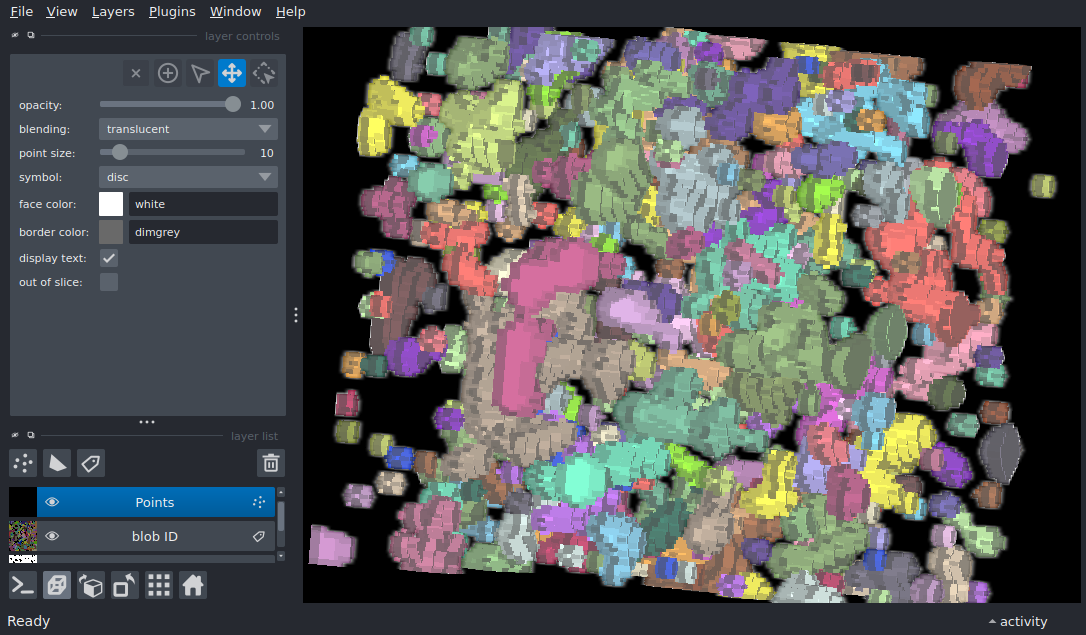 File View Layers Plugins Window Help
layer controls
opacity: 1.00
blending: translucent
point size: 10
symbol: disc
face color: white
border color: dimgrey
display text:
out of slice:
layer list
Points
blob ID
Ready
activity